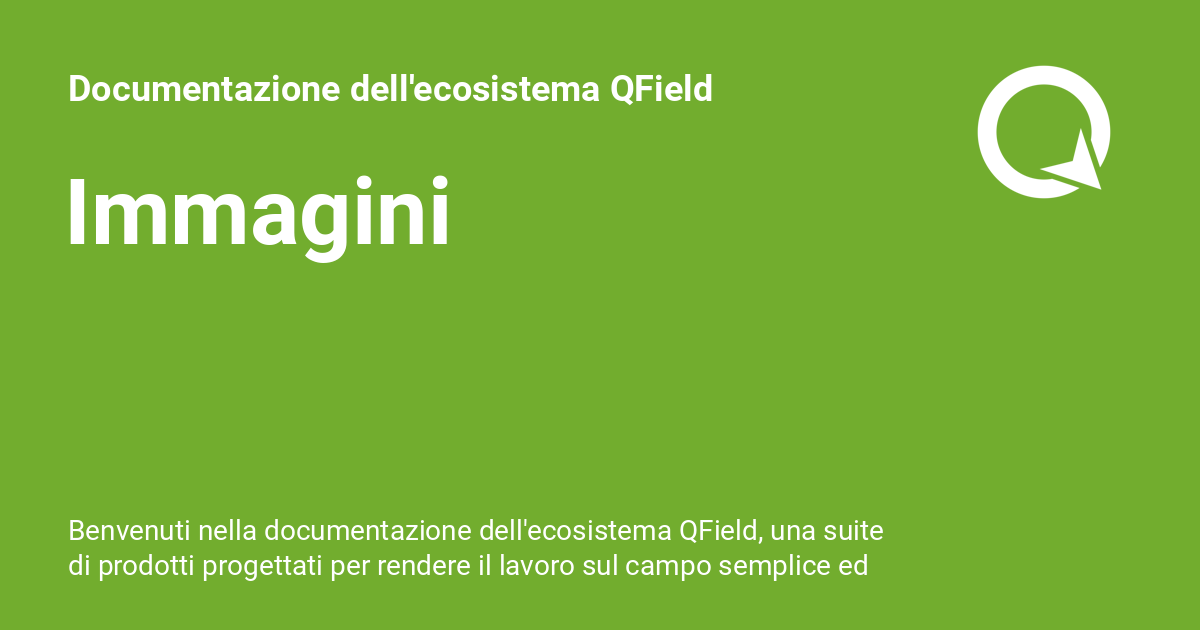 Documentazione dell'ecosistema QField
Immagini
Benvenuti nella documentazione dell'ecosistema QField, una suite
di prodotti progettati per rendere il lavoro sul campo semplice ed